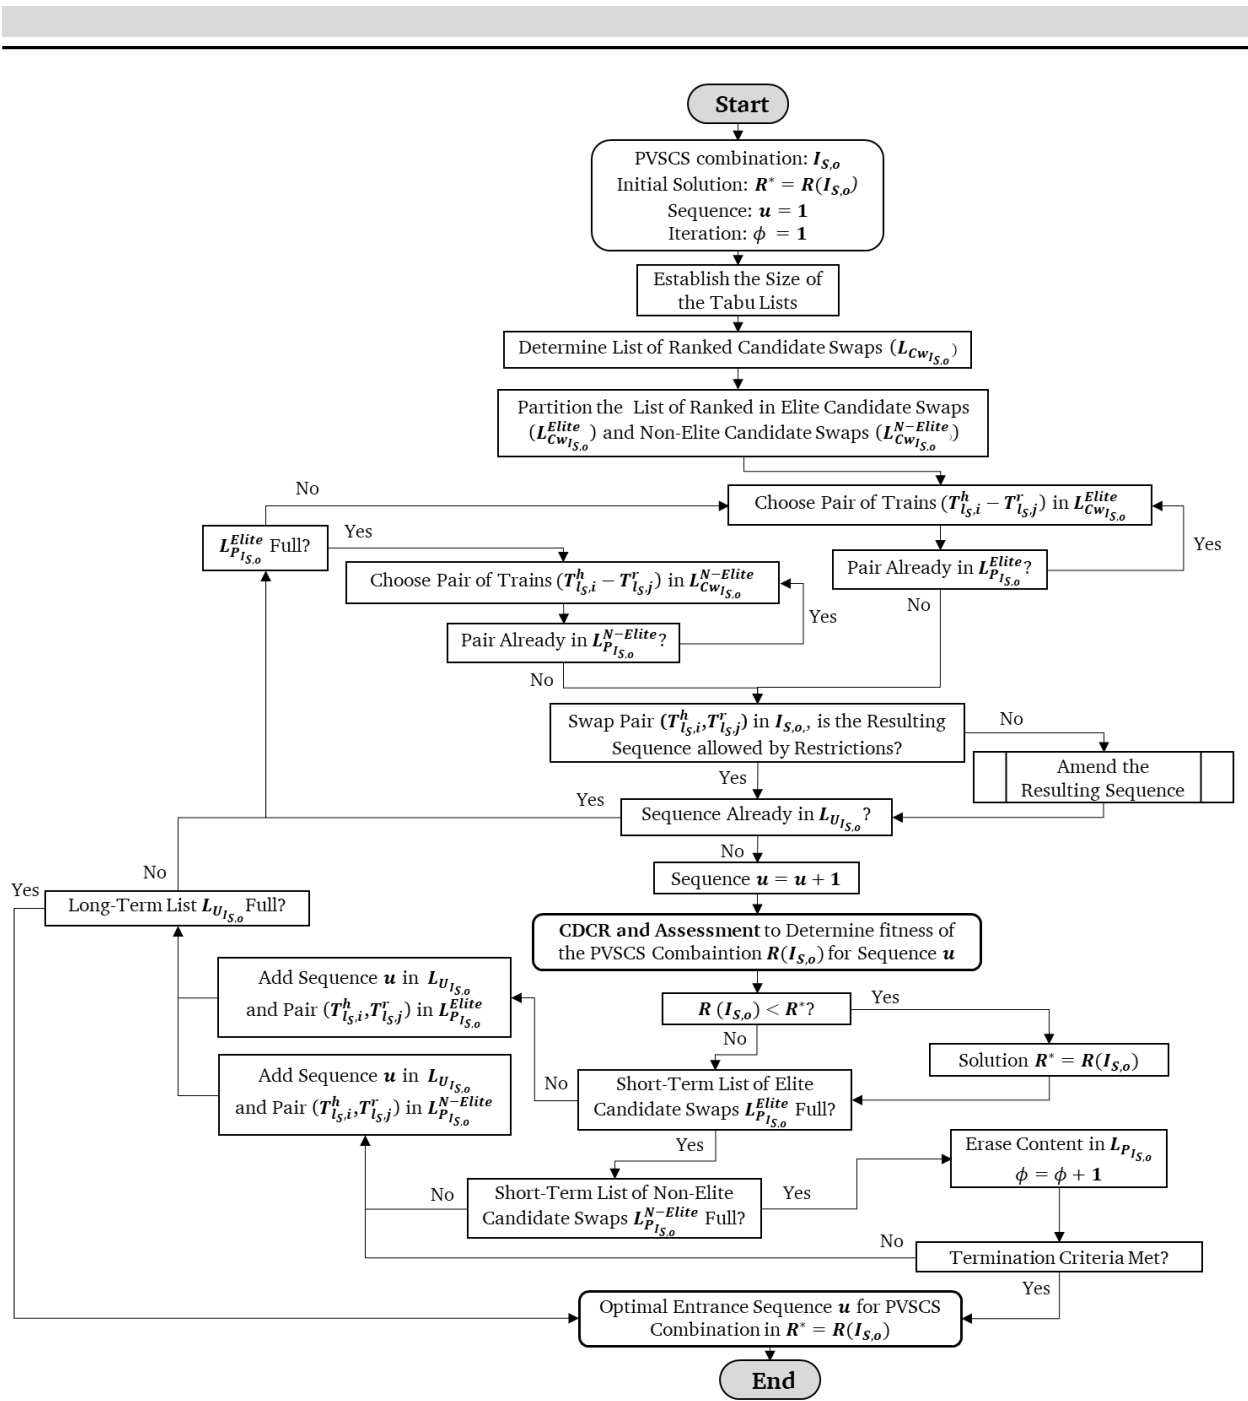 Start
PVSCS combination: I_{S,o}
Initial Solution: R* = R(I_{S,o})
Sequence: u = 1
Iteration: ϕ = 1
Establish the Size of
the Tabu Lists
Determine List of Ranked Candidate Swaps (L_{Cw_{I_{S,o}}})
Partition the List of Ranked in Elite Candidate Swaps
(L^{Elite}_{Cw_{I_{S,o}}}) and Non-Elite Candidate Swaps (L^{N−Elite}_{Cw_{I_{S,o}}})
No
Choose Pair of Trains (T^h_{l_S,i} − T^r_{l_S,j}) in L^{Elite}_{Cw_{I_{S,o}}}
L^{Elite}_{P_{I_{S,o}}} Full?
Yes
Yes
Pair Already in L^{Elite}_{P_{I_{S,o}}}?
Choose Pair of Trains (T^h_{l_S,i} − T^r_{l_S,j}) in L^{N−Elite}_{Cw_{I_{S,o}}}
No
Yes
Pair Already in L^{N−Elite}_{P_{I_{S,o}}}?
No
Swap Pair (T^h_{l_S,i},T^r_{l_S,j}) in I_{S,o,}, is the Resulting
Sequence allowed by Restrictions?
No
Amend the
Resulting Sequence
Yes
Yes
Sequence Already in L_{U_{I_{S,o}}}?
No
No
Sequence u = u + 1
Yes
Long-Term List L_{U_{I_{S,o}}} Full?
CDCR and Assessment to Determine fitness of
the PVSCS Combaintion R(I_{S,o}) for Sequence u
Add Sequence u in L_{U_{I_{S,o}}}
and Pair (T^h_{l_S,i},T^r_{l_S,j}) in L^{Elite}_{P_{I_{S,o}}}
R (I_{S,o}) < R*?
Yes
No
Solution R* = R(I_{S,o})
Add Sequence u in L_{U_{I_{S,o}}}
and Pair (T^h_{l_S,i},T^r_{l_S,j}) in L^{N−Elite}_{P_{I_{S,o}}}
No
Short-Term List of Elite
Candidate Swaps L^{Elite}_{P_{I_{S,o}}} Full?
Yes
Erase Content in L_{P_{I_{S,o}}}
ϕ = ϕ + 1
No
Short-Term List of Non-Elite
Candidate Swaps L^{N−Elite}_{P_{I_{S,o}}} Full?
Yes
No
Termination Criteria Met?
Yes
Optimal Entrance Sequence u for PVSCS
Combination in R* = R(I_{S,o})
End